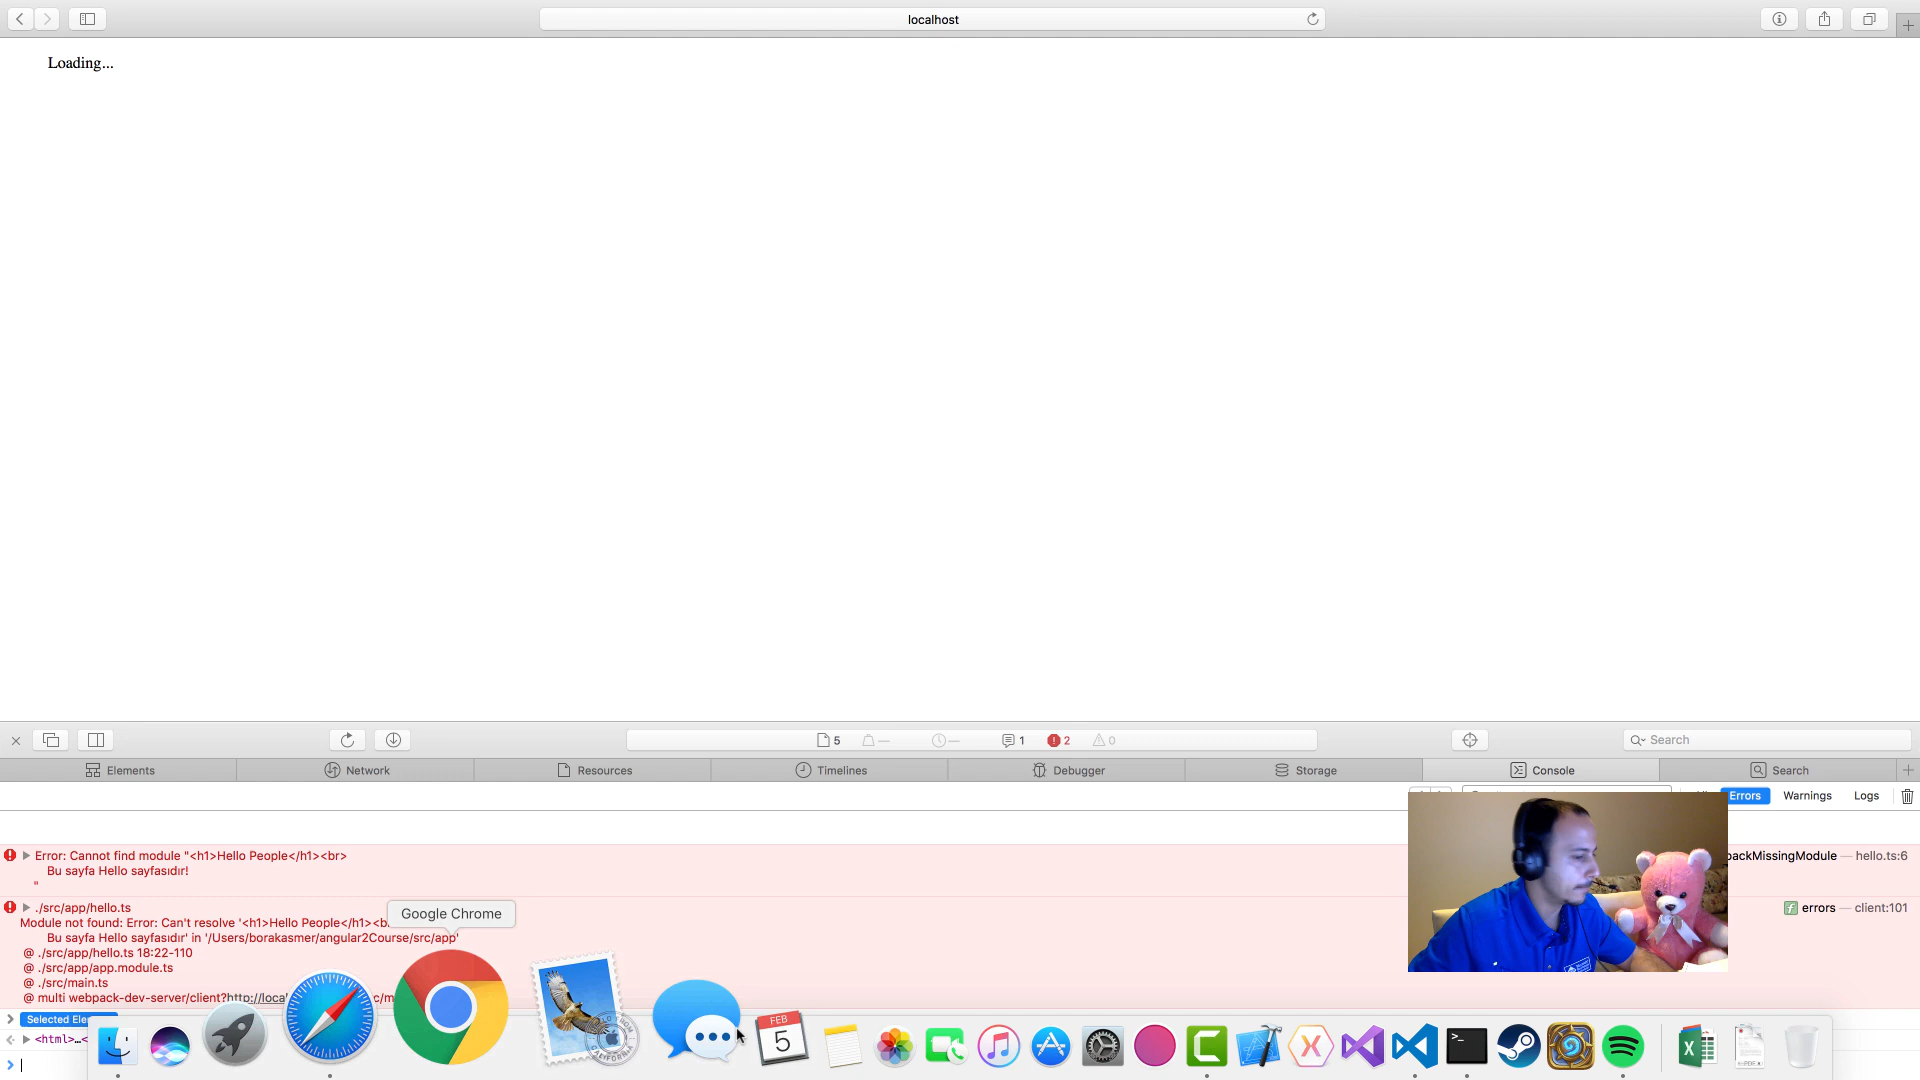 localhost
Loading...
5
1
2
0
Search
Elements
Network
Resources
Timelines
Debugger
Storage
Console
Search
Errors
Warnings
Logs
Error: Cannot find module "<h1>Hello People</h1><br>
Bu sayfa Hello sayfasıdır!
"
ackMissingModule — hello.ts:6
./src/app/hello.ts
errors — client:101
Module not found: Error: Can't resolve '<h1>Hello People</h1><b
Bu sayfa Hello sayfasıdır' in '/Users/borakasmer/angular2Course/src/app'
@ ./src/app/hello.ts 18:22-110
@ ./src/app/app.module.ts
@ ./src/main.ts
@ multi webpack-dev-server/client?http://local
c/m
Google Chrome
Selected Ele
<html>…<
FEB
5